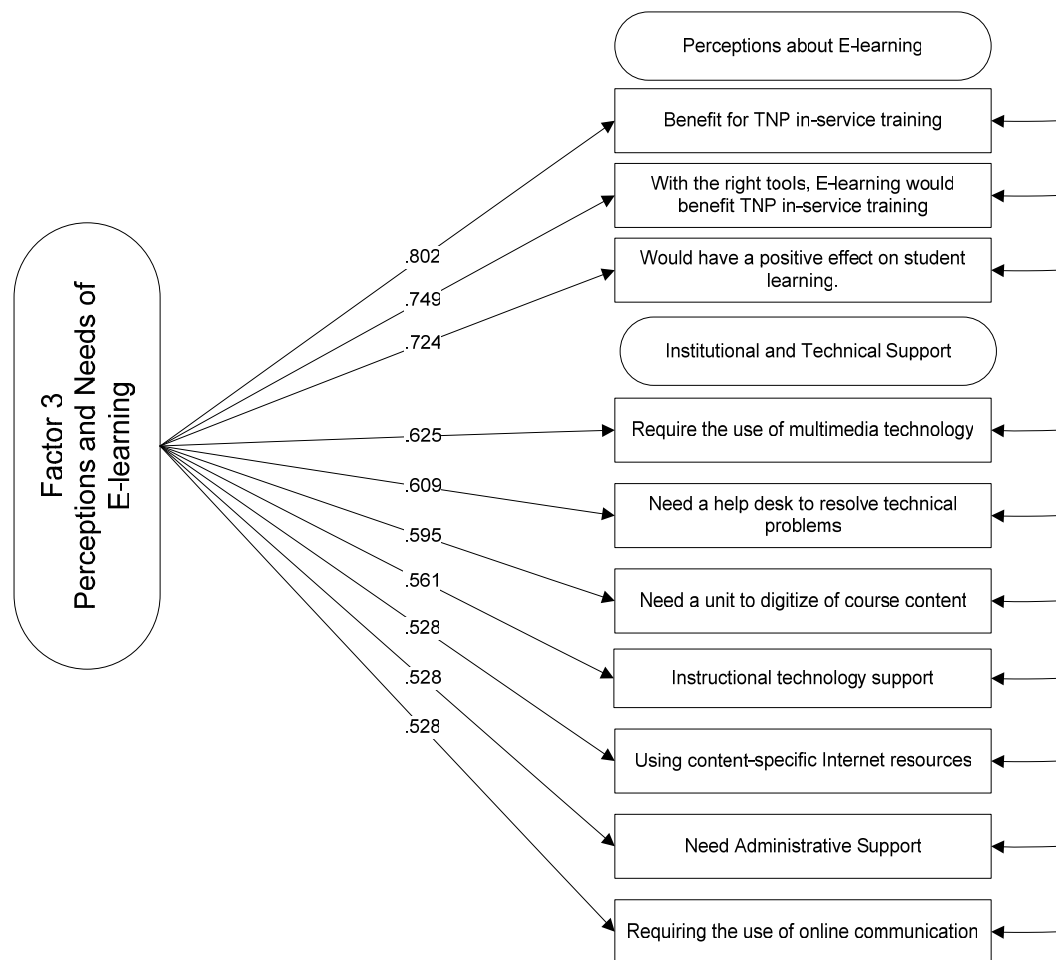 Factor 3
Perceptions and Needs of
E-learning
.802
.749
.724
.625
.609
.595
.561
.528
.528
.528
Perceptions about E-learning
Benefit for TNP in-service training
With the right tools, E-learning would
benefit TNP in-service training
Would have a positive effect on student
learning.
Institutional and Technical Support
Require the use of multimedia technology
Need a help desk to resolve technical
problems
Need a unit to digitize of course content
Instructional technology support
Using content-specific Internet resources
Need Administrative Support
Requiring the use of online communication